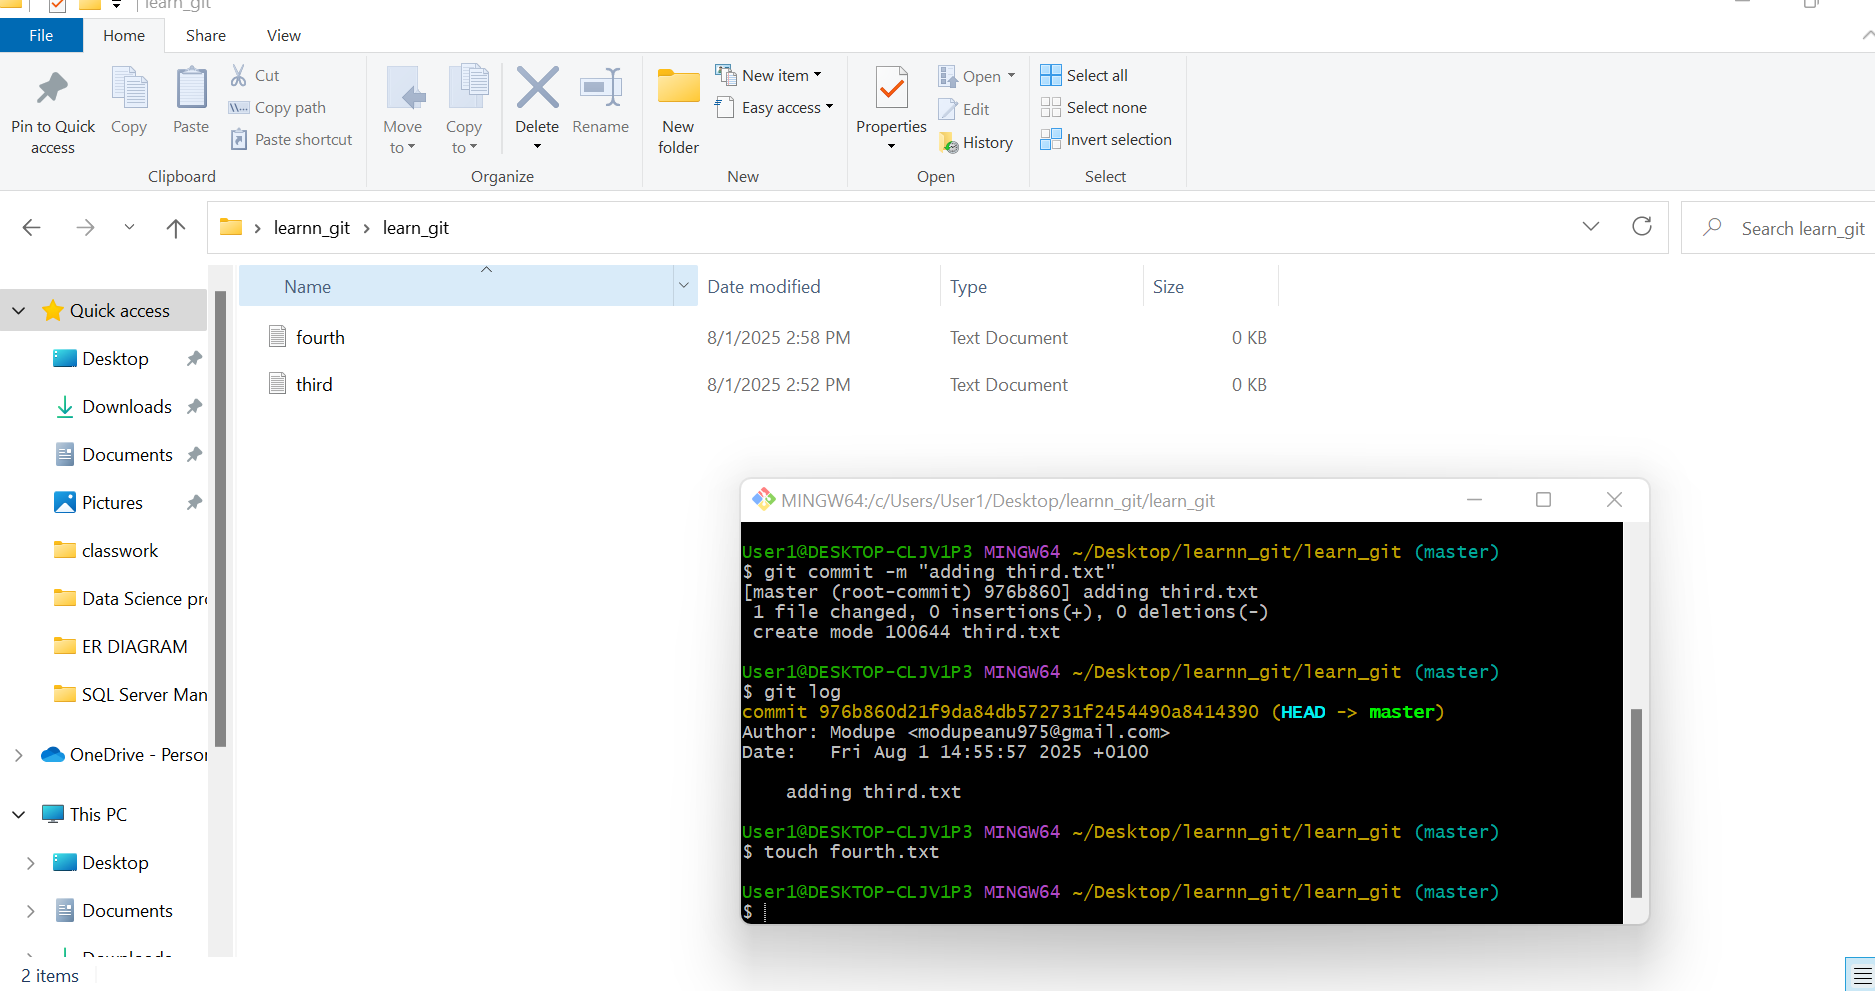 learn_git
File Home Share View
Pin to Quick access
Copy
Paste
Cut
Copy path
Paste shortcut
Clipboard
Move to
Copy to
Delete
Rename
Organize
New folder
New item
Easy access
New
Properties
Open
Edit
History
Open
Select all
Select none
Invert selection
Select
learnn_git > learn_git
Search learn_git
Name Date modified Type Size
fourth 8/1/2025 2:58 PM Text Document 0 KB
third 8/1/2025 2:52 PM Text Document 0 KB
Quick access
Desktop
Downloads
Documents
Pictures
classwork
Data Science pro
ER DIAGRAM
SQL Server Man
OneDrive - Person
This PC
Desktop
Documents
Downloads
2 items
MINGW64:/c/Users/User1/Desktop/learnn_git/learn_git
User1@DESKTOP-CLJV1P3 MINGW64 ~/Desktop/learnn_git/learn_git (master)
$ git commit -m "adding third.txt"
[master (root-commit) 976b860] adding third.txt
1 file changed, 0 insertions(+), 0 deletions(-)
create mode 100644 third.txt
User1@DESKTOP-CLJV1P3 MINGW64 ~/Desktop/learnn_git/learn_git (master)
$ git log
commit 976b860d21f9da84db572731f2454490a8414390 (HEAD -> master)
Author: Modupe <modupeanu975@gmail.com>
Date: Fri Aug 1 14:55:57 2025 +0100
adding third.txt
User1@DESKTOP-CLJV1P3 MINGW64 ~/Desktop/learnn_git/learn_git (master)
$ touch fourth.txt
User1@DESKTOP-CLJV1P3 MINGW64 ~/Desktop/learnn_git/learn_git (master)
$